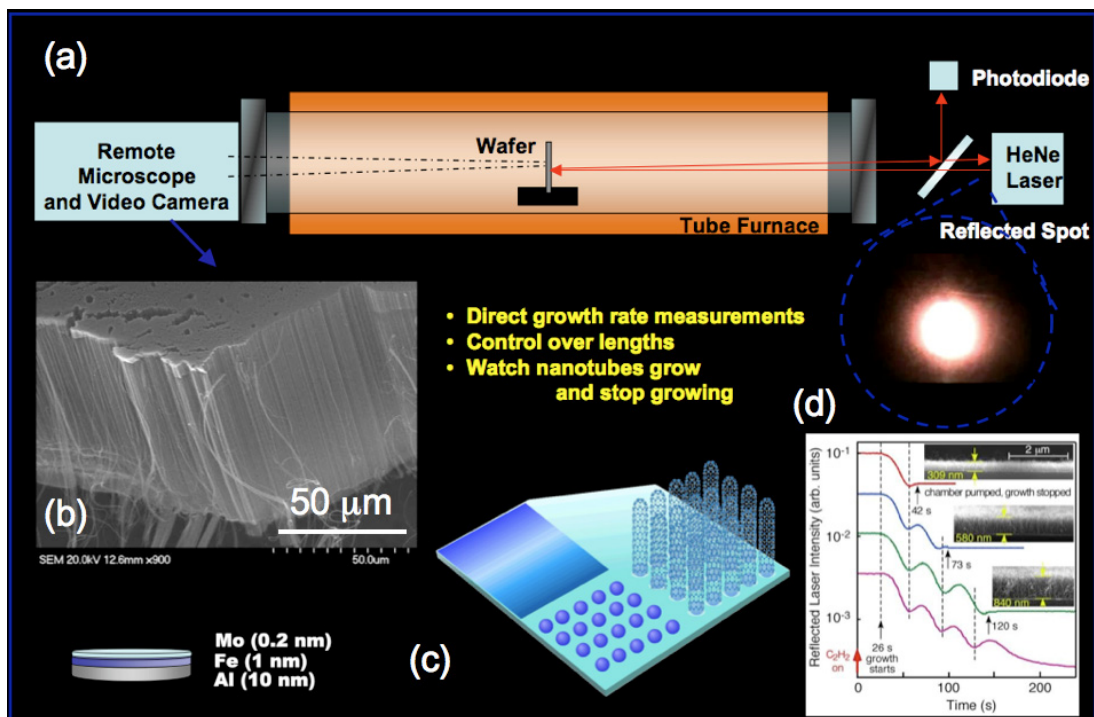 (a)
Photodiode
Remote
Microscope
and Video Camera
Wafer
HeNe
Laser
Tube Furnace
Reflected Spot
• Direct growth rate measurements
• Control over lengths
• Watch nanotubes grow
and stop growing
(b)
50 μm
SEM 20.0kV 12.6mm x900
50.0um
(c)
Mo (0.2 nm)
Fe (1 nm)
Al (10 nm)
(d)
Reflected Laser Intensity (arb. units)
10-1
10-2
10-3
2 μm
309 nm
chamber pumped, growth stopped
42 s
580 nm
73 s
840 nm
120 s
26 s
growth
starts
C2H2
on
0
100
200
Time (s)